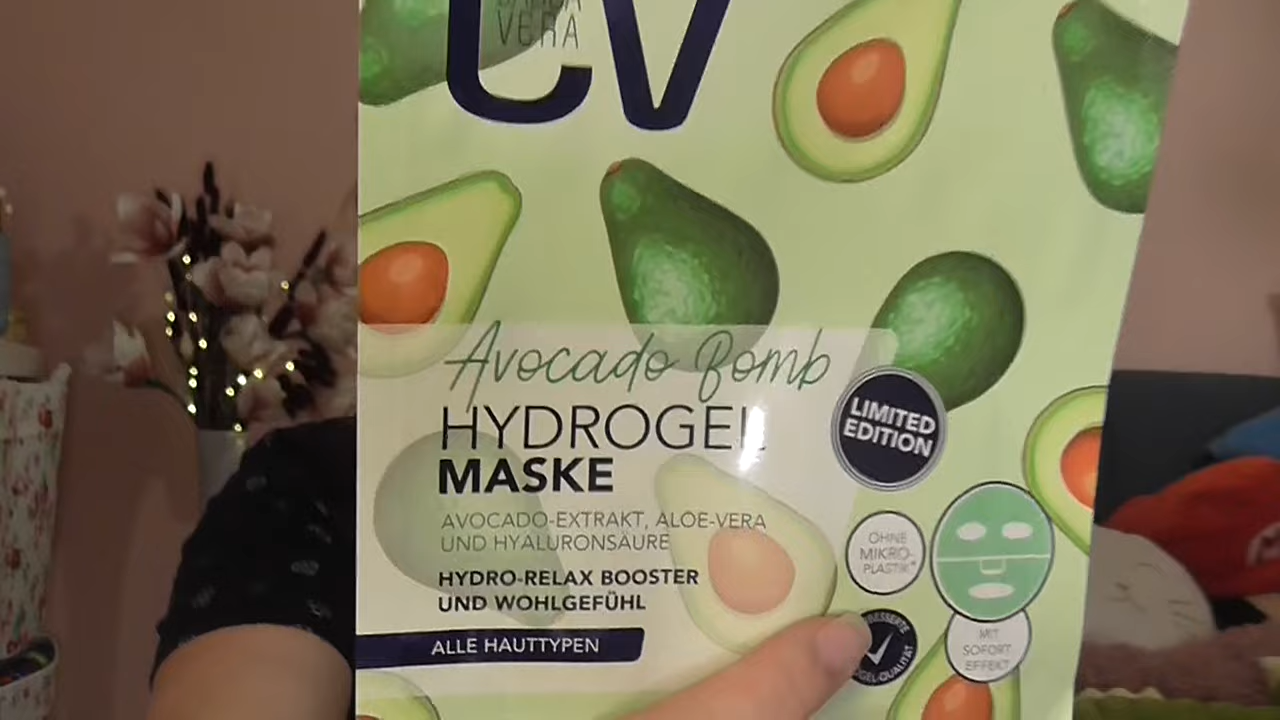 CV
VERA
Avocado Bomb
HYDROGEL
MASKE
AVOCADO-EXTRAKT, ALOE-VERA
UND HYALURONSÄURE
HYDRO-RELAX BOOSTER
UND WOHLGEFÜHL
ALLE HAUTTYPEN
LIMITED
EDITION
OHNE
MIKRO-
PLASTIK*
MIT
SOFORT
EFFEKT